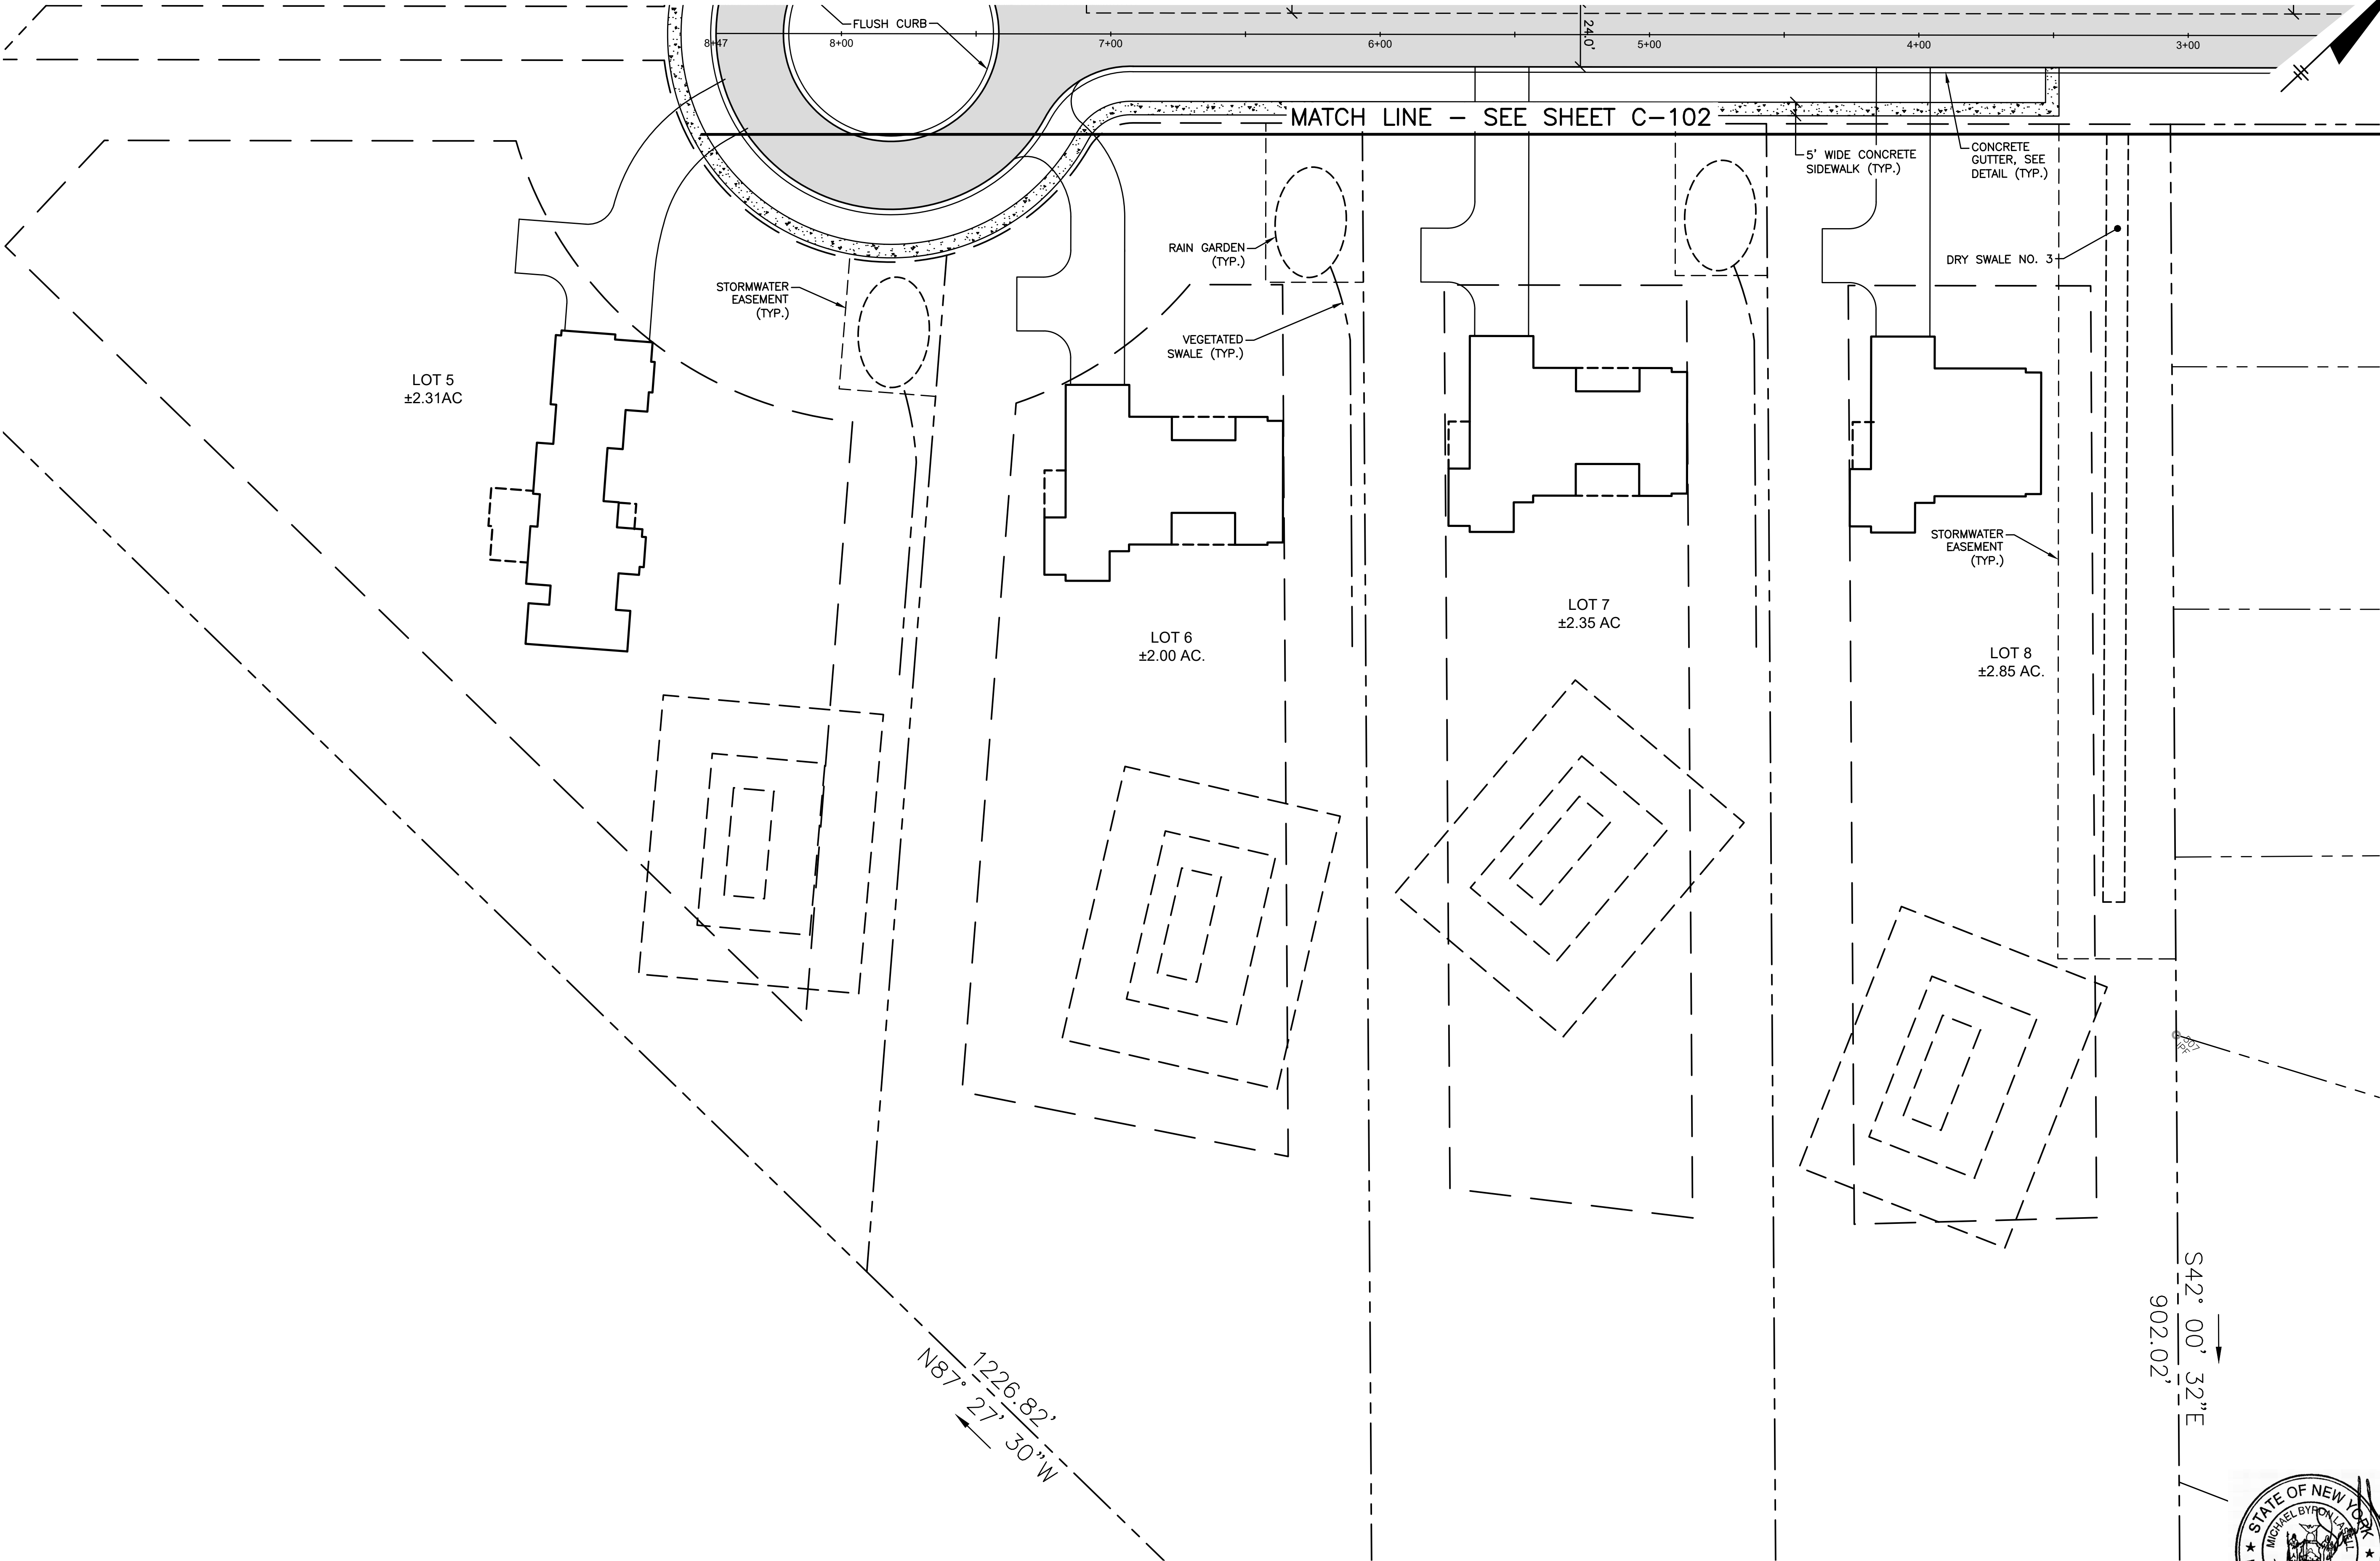 FLUSH CURB
24.0'
8+47
8+00
7+00
6+00
5+00
4+00
3+00
MATCH LINE – SEE SHEET C–102
5' WIDE CONCRETE
SIDEWALK (TYP.)
CONCRETE
GUTTER, SEE
DETAIL (TYP.)
RAIN GARDEN
(TYP.)
DRY SWALE NO. 3
STORMWATER
EASEMENT
(TYP.)
VEGETATED
SWALE (TYP.)
LOT 5
±2.31AC
STORMWATER
EASEMENT
(TYP.)
LOT 7
±2.35 AC
LOT 6
±2.00 AC.
LOT 8
±2.85 AC.
507
IPF
S42° 00' 32"E
902.02'
1226.82'
N87° 27' 30"W
STATE OF NEW YORK
MICHAEL BYRON